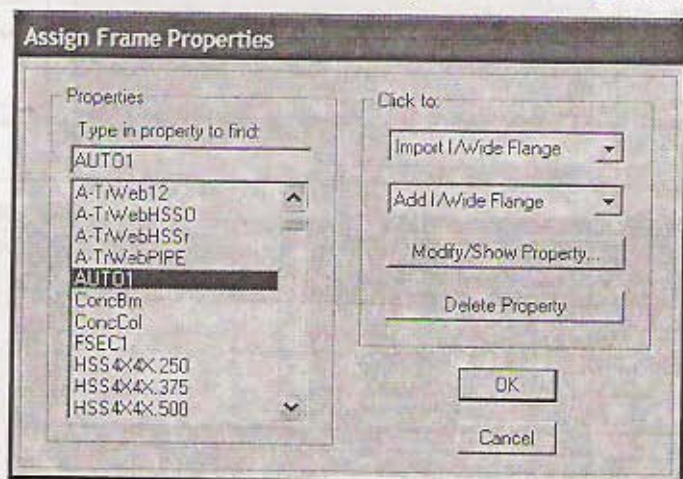 Assign Frame Properties
Properties
Type in property to find:
AUTO1
A-TrWeb12
A-TrWebHSSD
A-TrWebHSSr
A-TrWebPIPE
AUTO1
ConcBm
ConcCol
FSEC1
HSS4X4X.250
HSS4X4X.375
HSS4X4X.500
Click to:
Import I/Wide Flange
Add I/Wide Flange
Modify/Show Property...
Delete Property
OK
Cancel